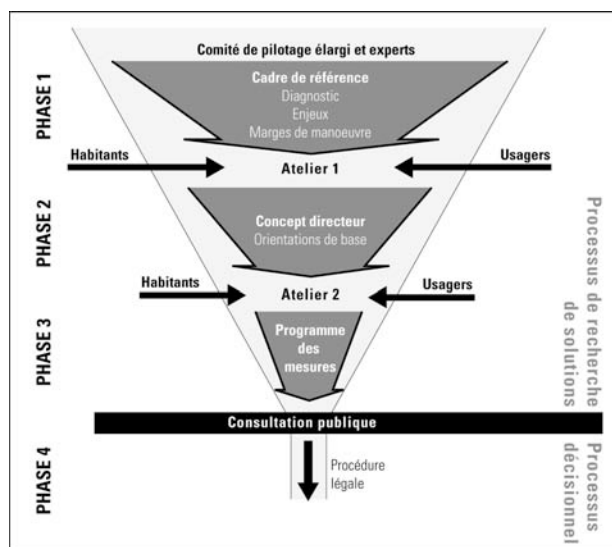 Comité de pilotage élargi et experts
PHASE 1
Cadre de référence
Diagnostic
Enjeux
Marges de manoeuvre
Habitants
Atelier 1
Usagers
PHASE 2
Concept directeur
Orientations de base
Habitants
Atelier 2
Usagers
PHASE 3
Programme
des
mesures
Processus de recherche
de solutions
Consultation publique
PHASE 4
Procédure
légale
Processus
décisionnel